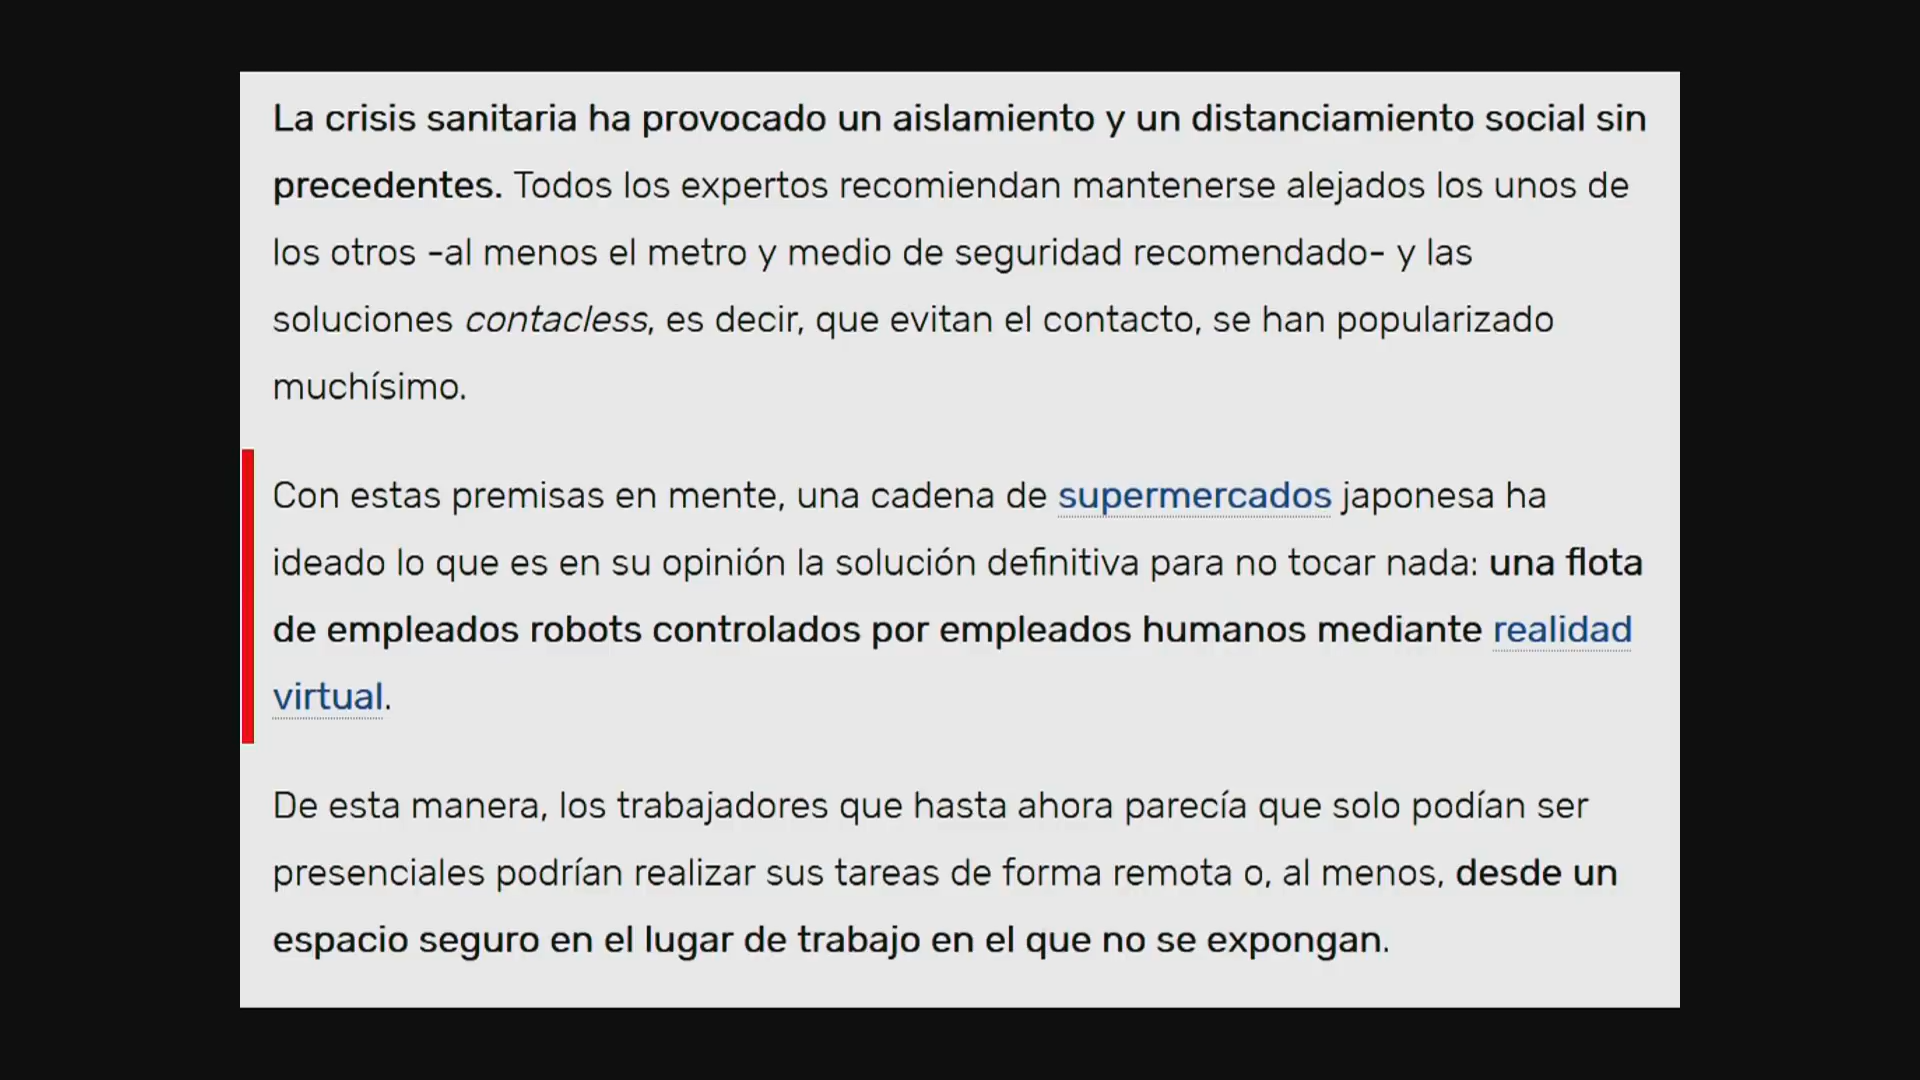 La crisis sanitaria ha provocado un aislamiento y un distanciamiento social sin
precedentes. Todos los expertos recomiendan mantenerse alejados los unos de
los otros -al menos el metro y medio de seguridad recomendado- y las
soluciones contacless, es decir, que evitan el contacto, se han popularizado
muchísimo.
Con estas premisas en mente, una cadena de supermercados japonesa ha
ideado lo que es en su opinión la solución definitiva para no tocar nada: una flota
de empleados robots controlados por empleados humanos mediante realidad
virtual.
De esta manera, los trabajadores que hasta ahora parecía que solo podían ser
presenciales podrían realizar sus tareas de forma remota o, al menos, desde un
espacio seguro en el lugar de trabajo en el que no se expongan.